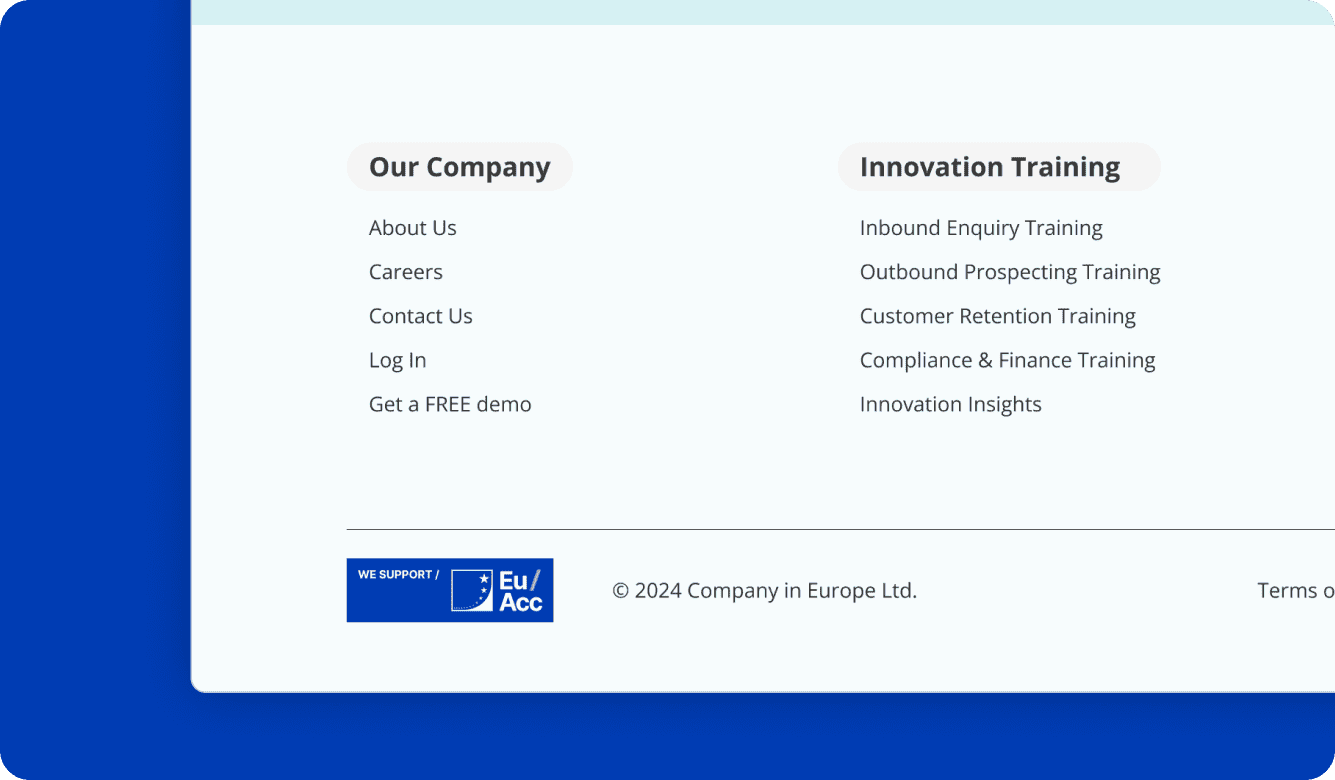 Our Company
About Us
Careers
Contact Us
Log In
Get a FREE demo
Innovation Training
Inbound Enquiry Training
Outbound Prospecting Training
Customer Retention Training
Compliance & Finance Training
Innovation Insights
WE SUPPORT /
Eu/
Acc
© 2024 Company in Europe Ltd.
Terms o